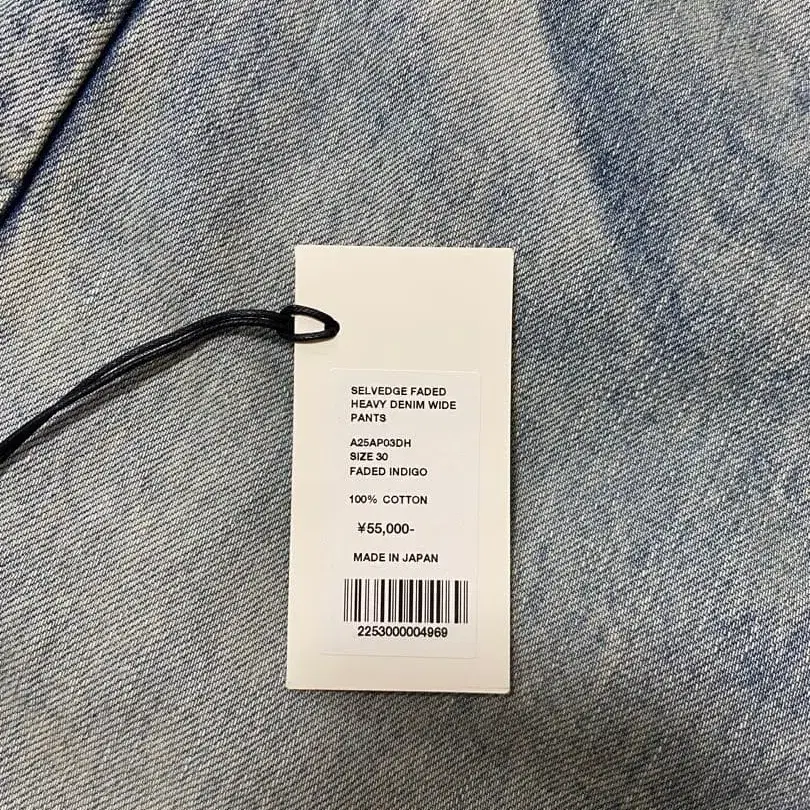 SELVEDGE FADED
HEAVY DENIM WIDE
PANTS
A25AP03DH
SIZE 30
FADED INDIGO
100% COTTON
¥55,000-
MADE IN JAPAN
2253000004969